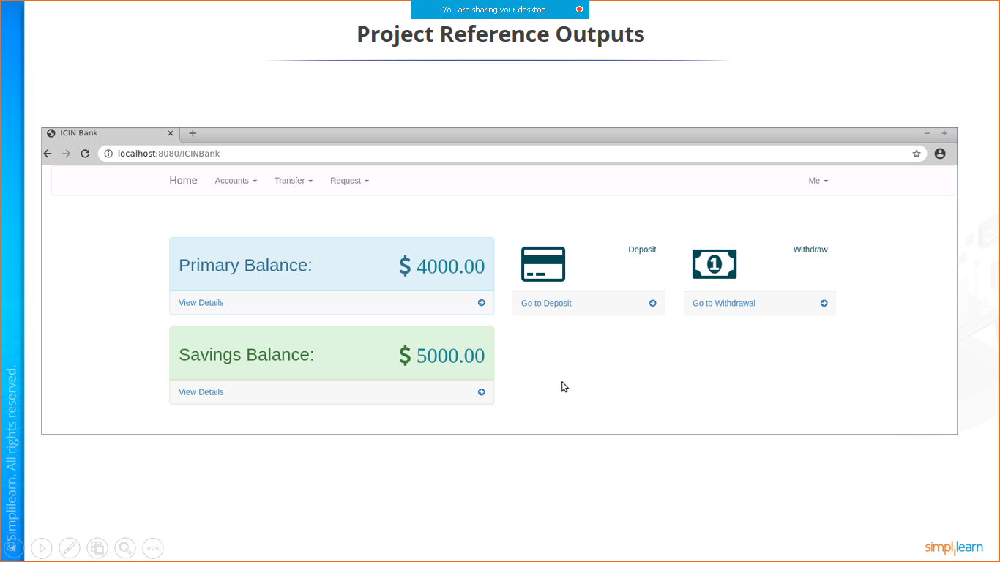 You are sharing your desktop
Project Reference Outputs
ICIN Bank
localhost:8080/ICINBank
Home Accounts Transfer Request Me
Primary Balance: $ 4000.00
View Details
Deposit
Go to Deposit
Withdraw
1
Go to Withdrawal
Savings Balance: $ 5000.00
View Details
©Simplilearn. All rights reserved.
simplilearn